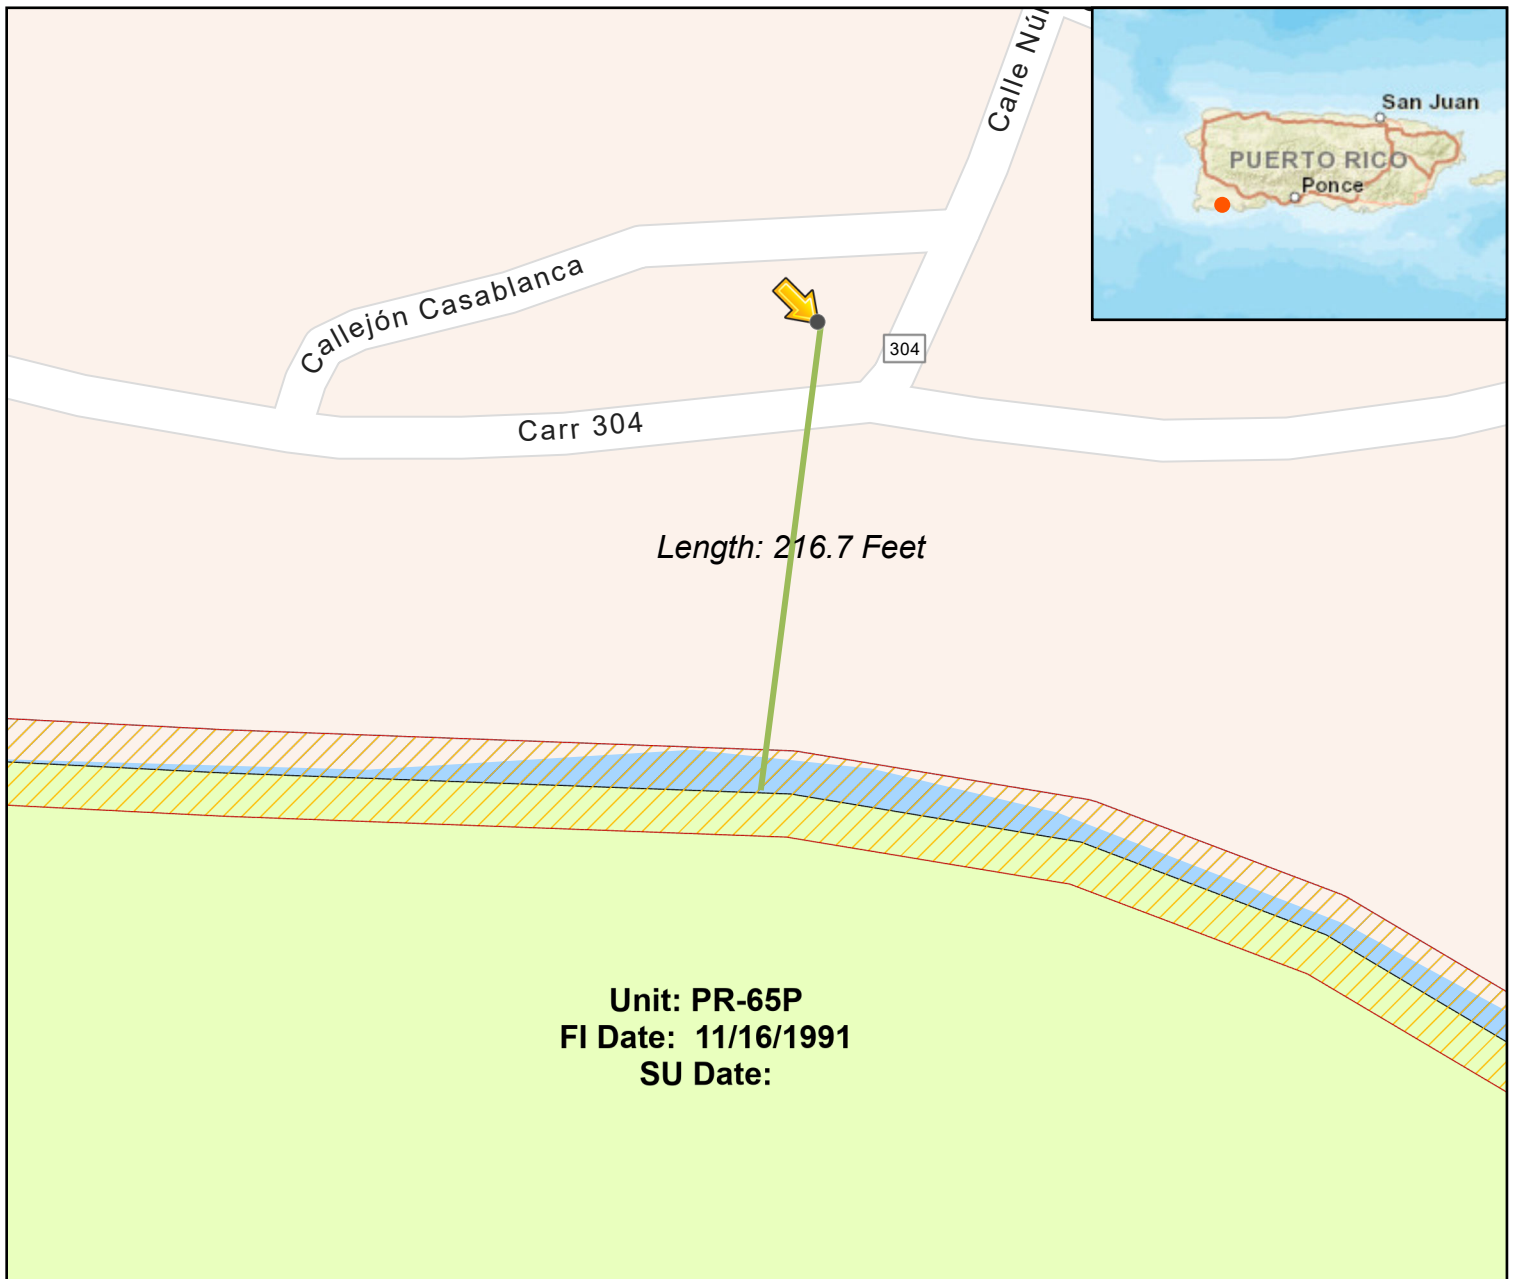 Calle Nú
San Juan
PUERTO RICO
Ponce
Callejón Casablanca
304
Carr 304
Length: 216.7 Feet
Unit: PR-65P
FI Date: 11/16/1991
SU Date: